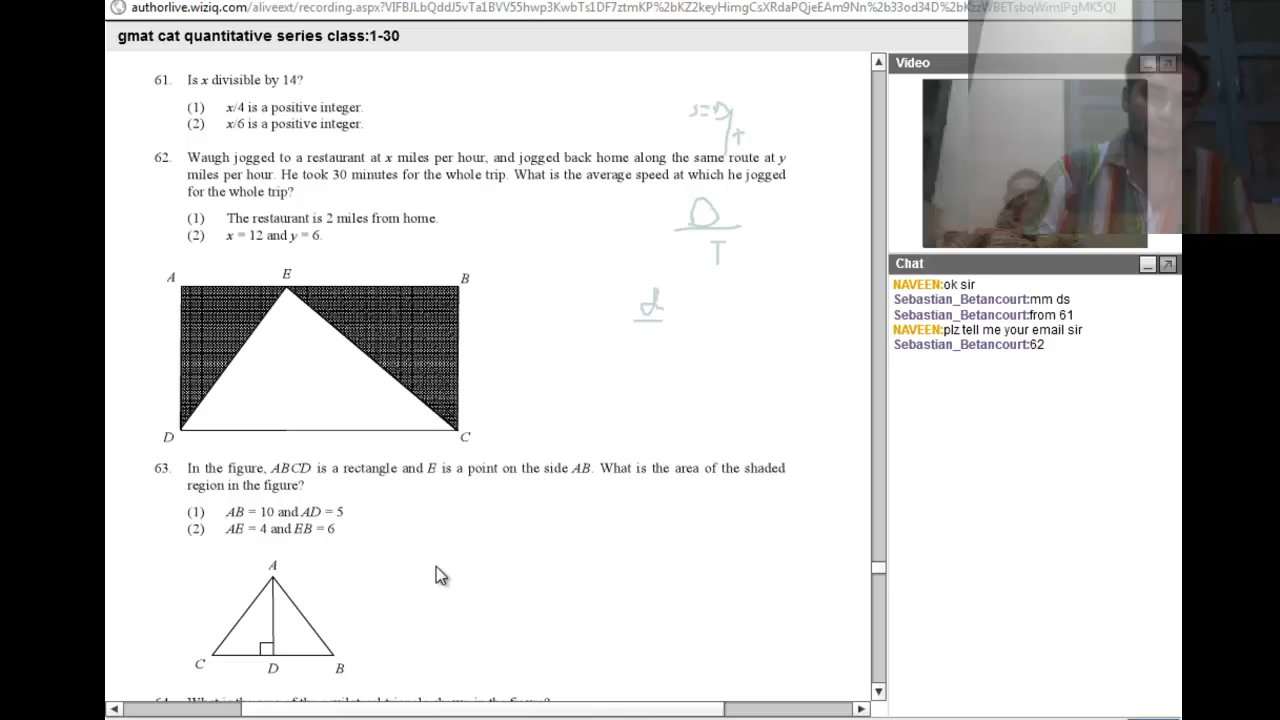 authorlive.wiziq.com/aliveext/recording.aspx?
gmat cat quantitative series class:1-30
61. Is x divisible by 14?
(1) x/4 is a positive integer.
(2) x/6 is a positive integer.
62. Waugh jogged to a restaurant at x miles per hour, and jogged back home along the same route at y
miles per hour. He took 30 minutes for the whole trip. What is the average speed at which he jogged
for the whole trip?
(1) The restaurant is 2 miles from home.
(2) x = 12 and y = 6.
A E B
D C
63. In the figure, ABCD is a rectangle and E is a point on the side AB. What is the area of the shaded
region in the figure?
(1) AB = 10 and AD = 5
(2) AE = 4 and EB = 6
A
C D B
D
T
d
Video
Chat
NAVEEN:ok sir
Sebastian_Betancourt:mm ds
Sebastian_Betancourt:from 61
NAVEEN:plz tell me your email sir
Sebastian_Betancourt:62